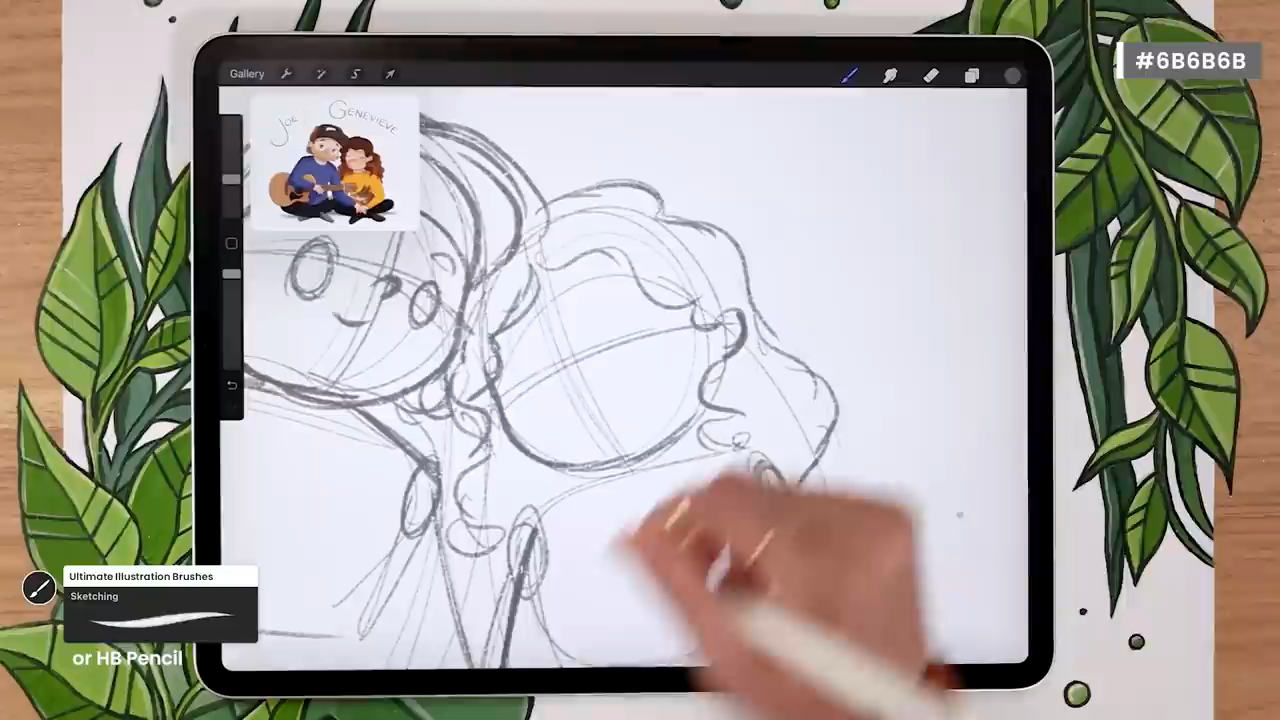 #6B6B6B
Gallery
Joe Genevieve
Ultimate Illustration Brushes
Sketching
or HB Pencil